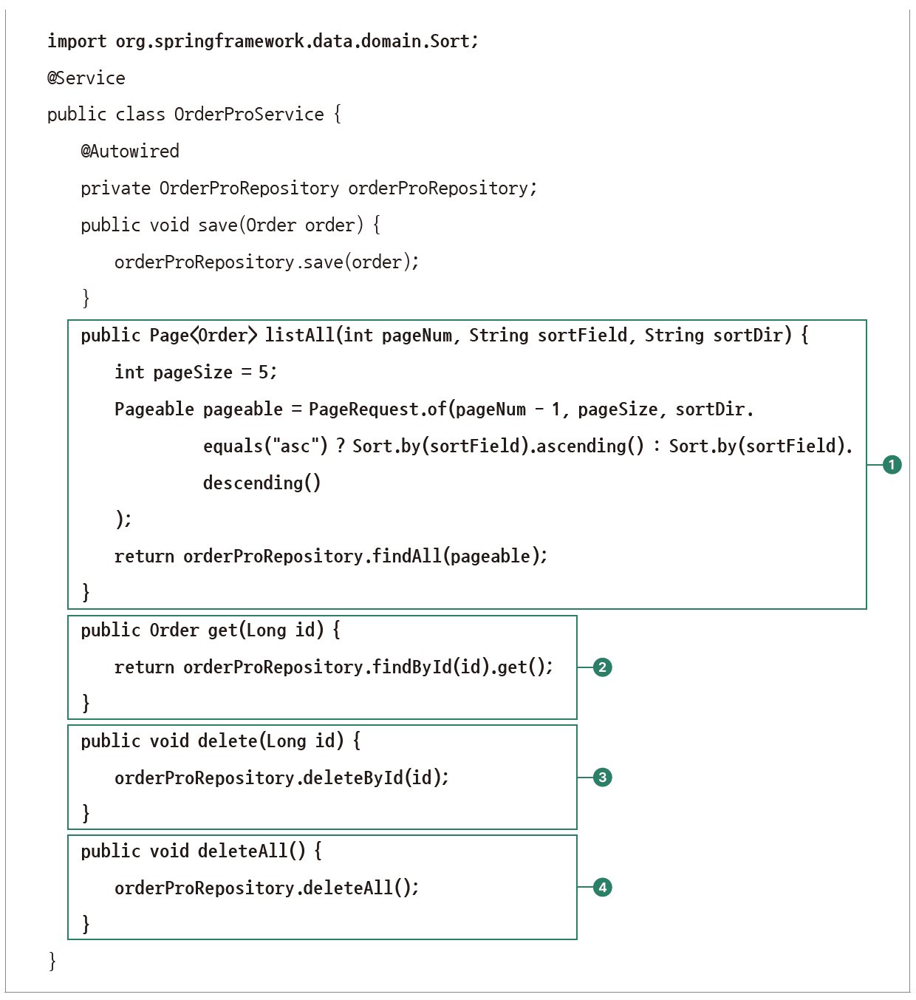 import org.springframework.data.domain.Sort;
@Service
public class OrderProService {
@Autowired
private OrderProRepository orderProRepository;
public void save(Order order) {
orderProRepository.save(order);
}
public Page<Order> listAll(int pageNum, String sortField, String sortDir) {
int pageSize = 5;
Pageable pageable = PageRequest.of(pageNum - 1, pageSize, sortDir.
equals("asc") ? Sort.by(sortField).ascending() : Sort.by(sortField).
descending()
);
return orderProRepository.findAll(pageable);
}
1
public Order get(Long id) {
return orderProRepository.findById(id).get();
}
2
public void delete(Long id) {
orderProRepository.deleteById(id);
}
3
public void deleteAll() {
orderProRepository.deleteAll();
}
4
}